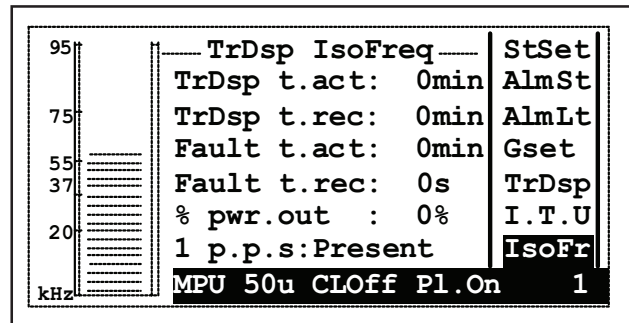 95
75
55
37
20
kHz
TrDsp IsoFreq
TrDsp t.act: 0min
TrDsp t.rec: 0min
Fault t.act: 0min
Fault t.rec: 0s
% pwr.out : 0%
1 p.p.s:Present
StSet
AlmSt
AlmLt
Gset
TrDsp
I.T.U
IsoFr
MPU 50u CLOff Pl.On 1